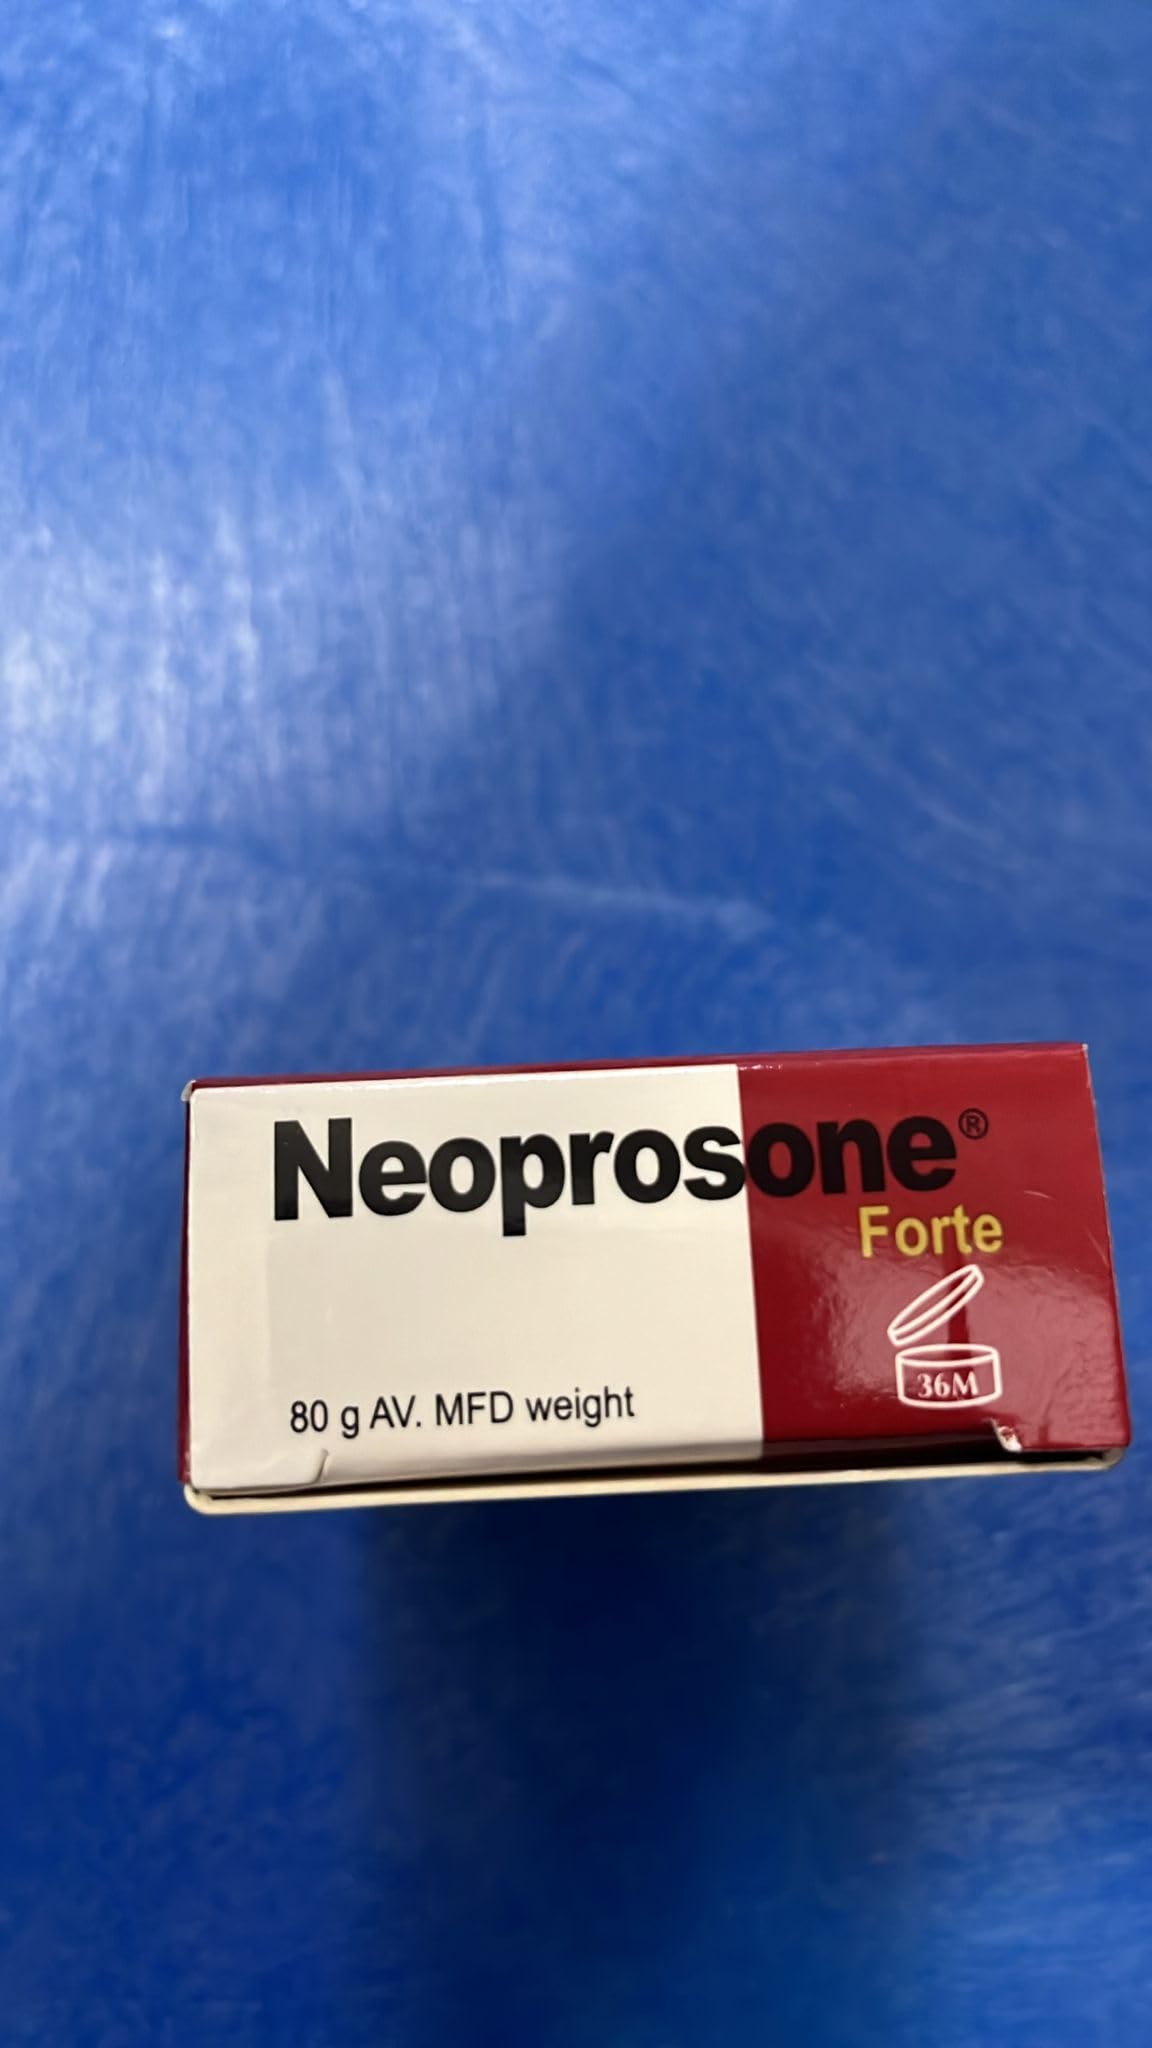 Neoprosone®
Forte
36M
80 g AV. MFD weight